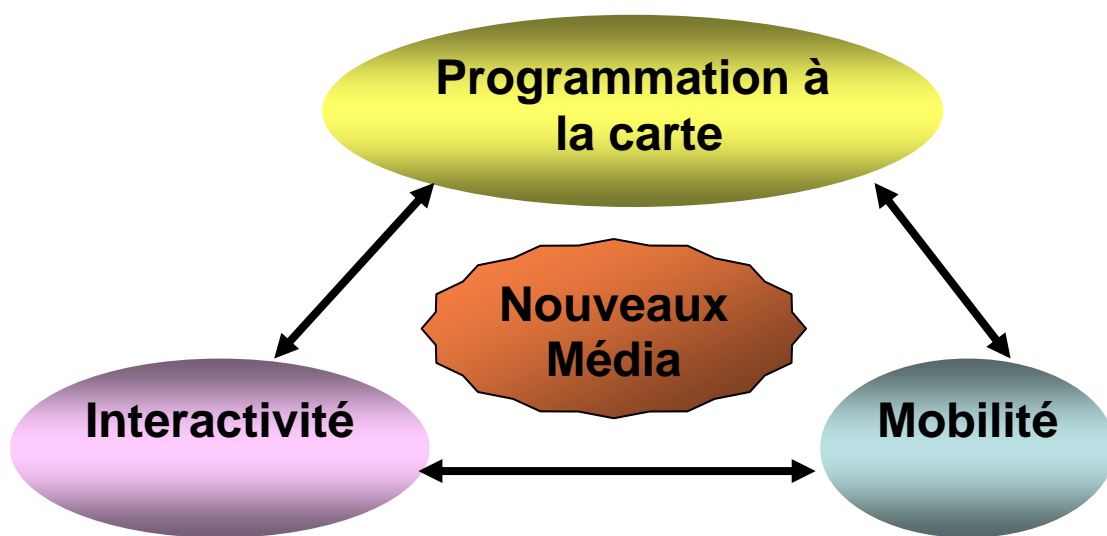 Programmation à
la carte
Nouveaux
Média
Interactivité
Mobilité